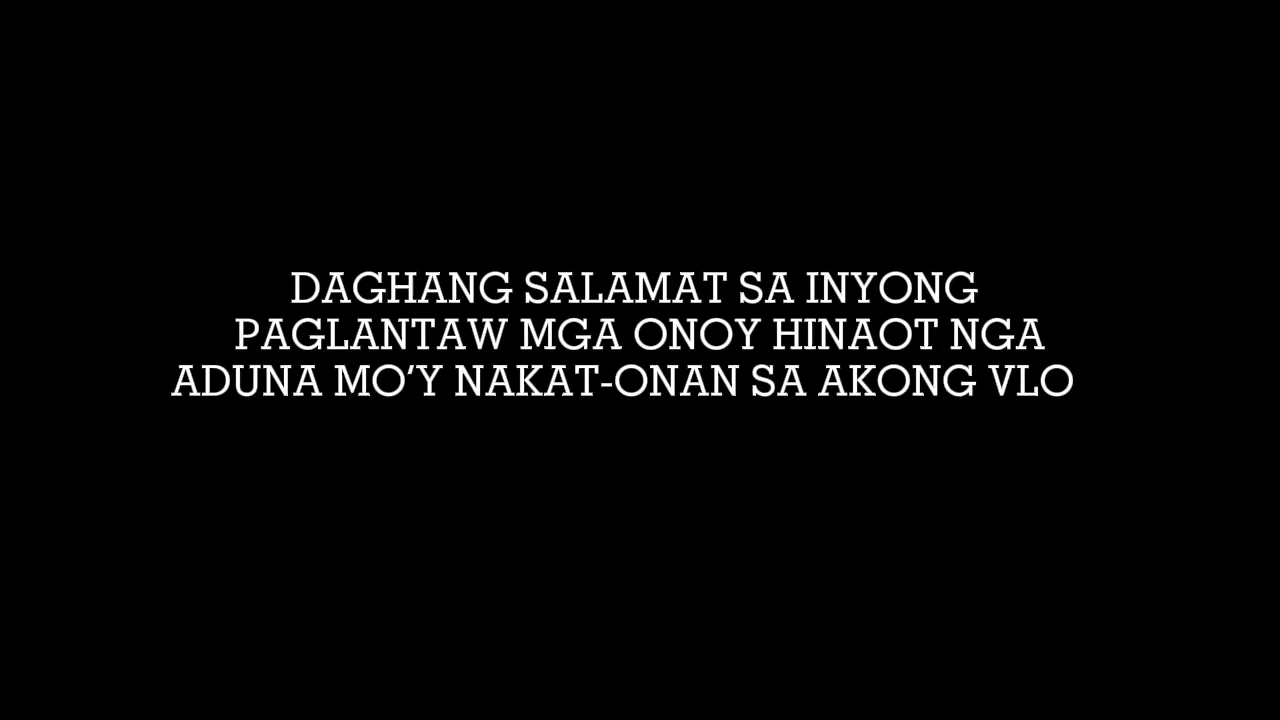 DAGHANG SALAMAT SA INYONG
PAGLANTAW MGA ONOY HINAOT NGA
ADUNA MO‘Y NAKAT-ONAN SA AKONG VLO